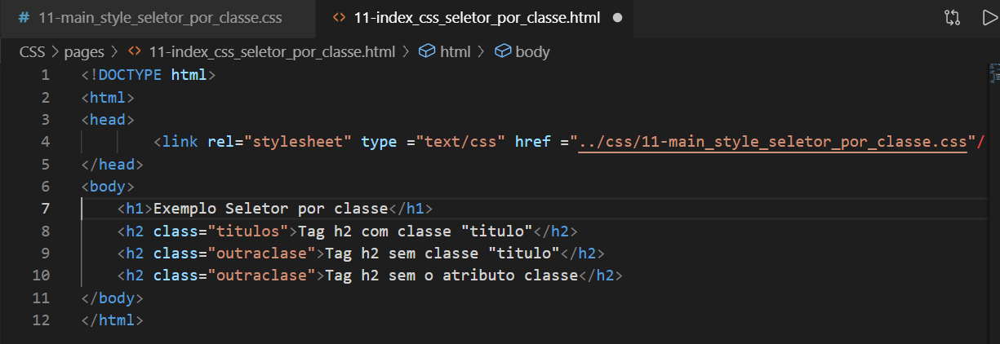 # 11-main_style_seletor_por_classe.css <> 11-index_css_seletor_por_classe.html ●
CSS > pages > <> 11-index_css_seletor_por_classe.html > html > body
1 <!DOCTYPE html>
2 <html>
3 <head>
4 <link rel="stylesheet" type ="text/css" href ="../css/11-main_style_seletor_por_classe.css"/
5 </head>
6 <body>
7 <h1>Exemplo Seletor por classe</h1>
8 <h2 class="titulos">Tag h2 com classe "titulo"</h2>
9 <h2 class="outraclase">Tag h2 sem classe "titulo"</h2>
10 <h2 class="outraclase">Tag h2 sem o atributo classe</h2>
11 </body>
12 </html>